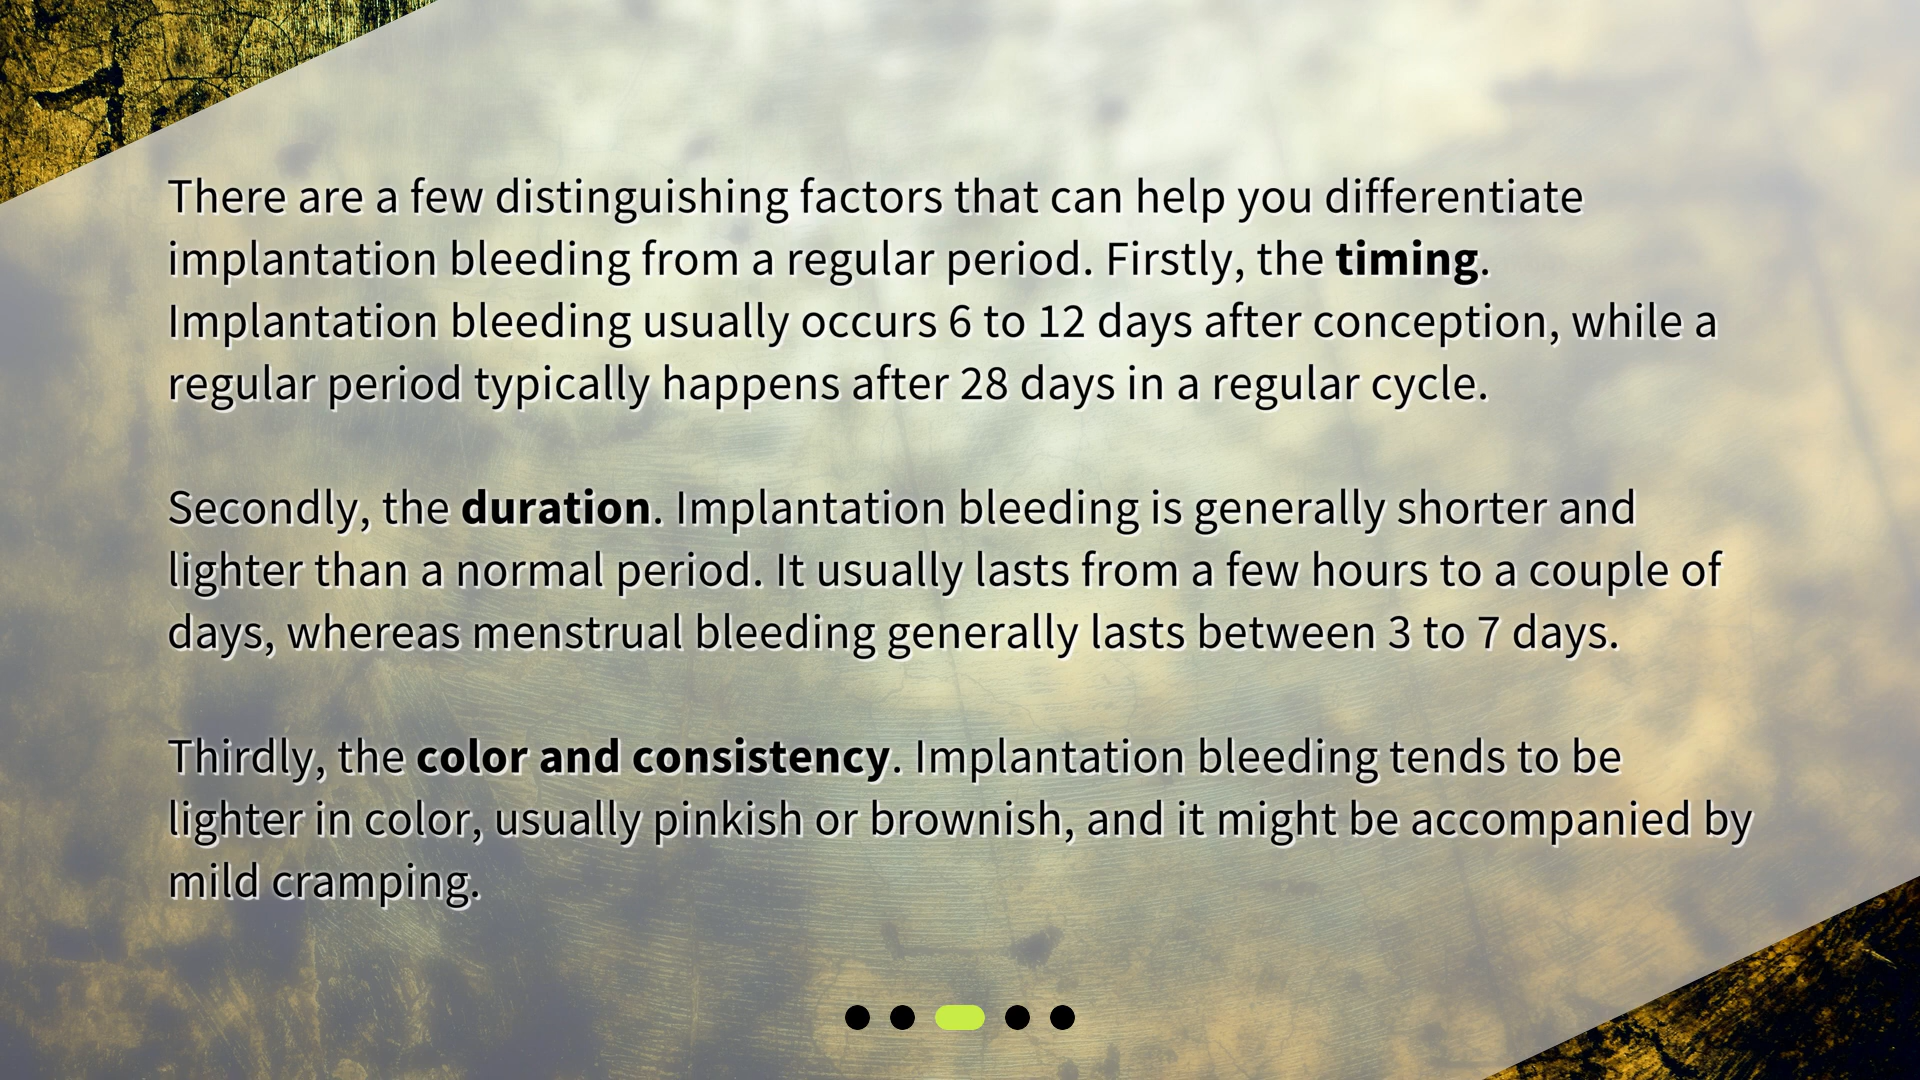 There are a few distinguishing factors that can help you differentiate
implantation bleeding from a regular period. Firstly, the timing.
Implantation bleeding usually occurs 6 to 12 days after conception, while a
regular period typically happens after 28 days in a regular cycle.
Secondly, the duration. Implantation bleeding is generally shorter and
lighter than a normal period. It usually lasts from a few hours to a couple of
days, whereas menstrual bleeding generally lasts between 3 to 7 days.
Thirdly, the color and consistency. Implantation bleeding tends to be
lighter in color, usually pinkish or brownish, and it might be accompanied by
mild cramping.